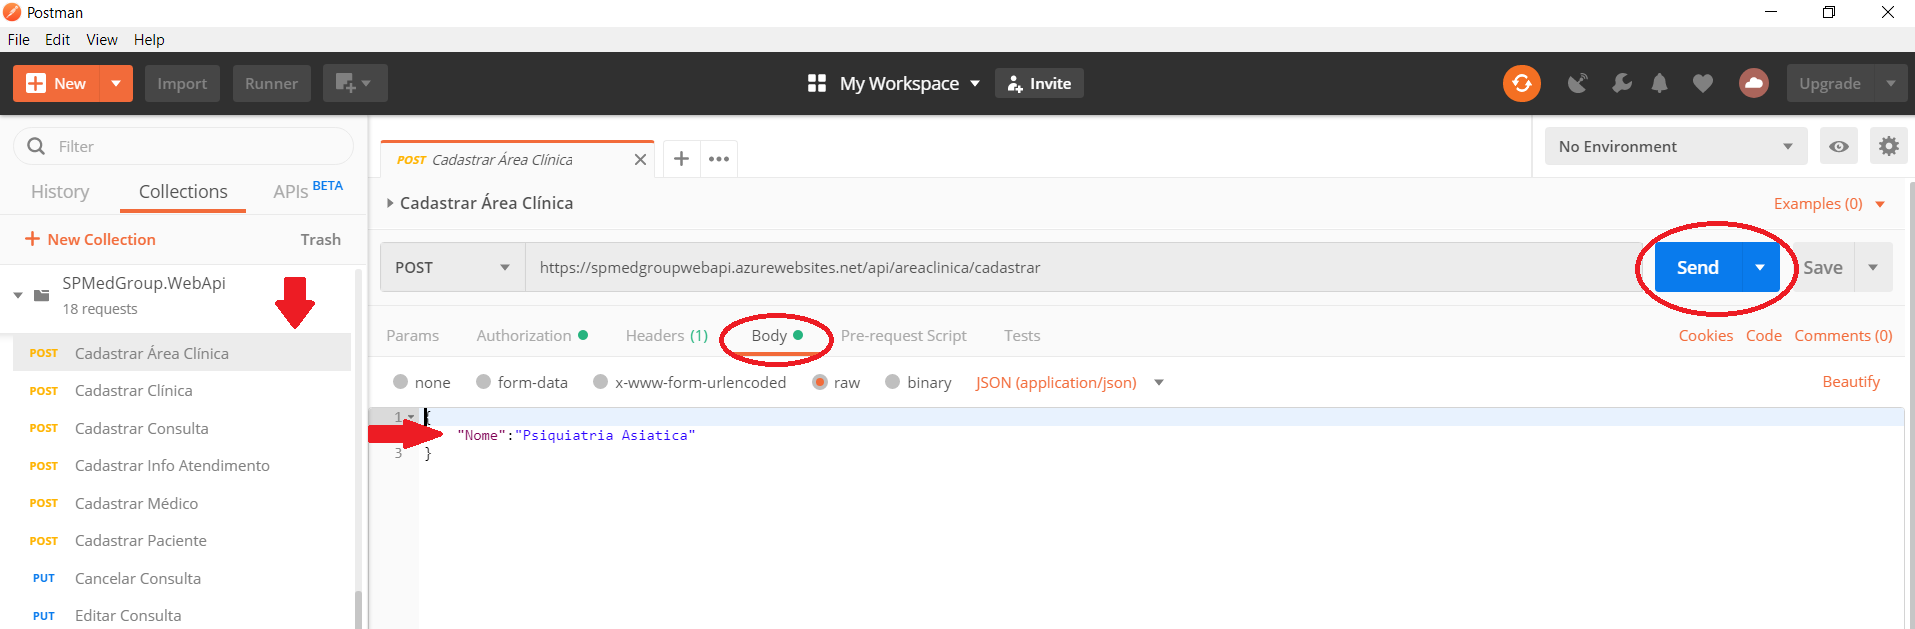 Postman
File Edit View Help
New Import Runner My Workspace Invite Upgrade
Filter
History Collections APIs BETA
New Collection Trash
SPMedGroup.WebApi
18 requests
POST Cadastrar Área Clínica
POST Cadastrar Clínica
POST Cadastrar Consulta
POST Cadastrar Info Atendimento
POST Cadastrar Médico
POST Cadastrar Paciente
PUT Cancelar Consulta
PUT Editar Consulta
POST Cadastrar Área Clínica
No Environment
Cadastrar Área Clínica
Examples (0)
POST https://spmedgroupwebapi.azurewebsites.net/api/areaclinica/cadastrar Send Save
Params Authorization Headers (1) Body Pre-request Script Tests Cookies Code Comments (0)
none form-data x-www-form-urlencoded raw binary JSON (application/json) Beautify
1 {
"Nome":"Psiquiatria Asiatica"
3 }